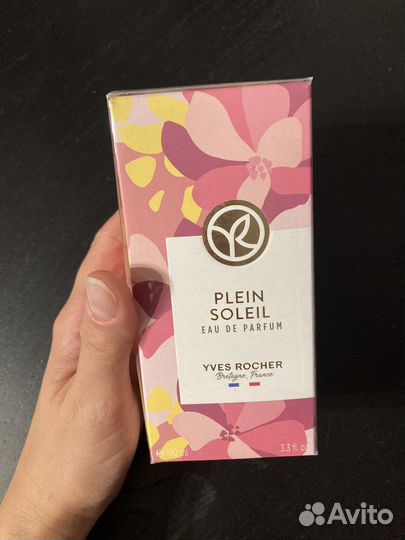 PLEIN
SOLEIL
EAU DE PARFUM
YVES ROCHER
Bretagne, France
℮ 100 ml
3.3 fl. oz
Avito